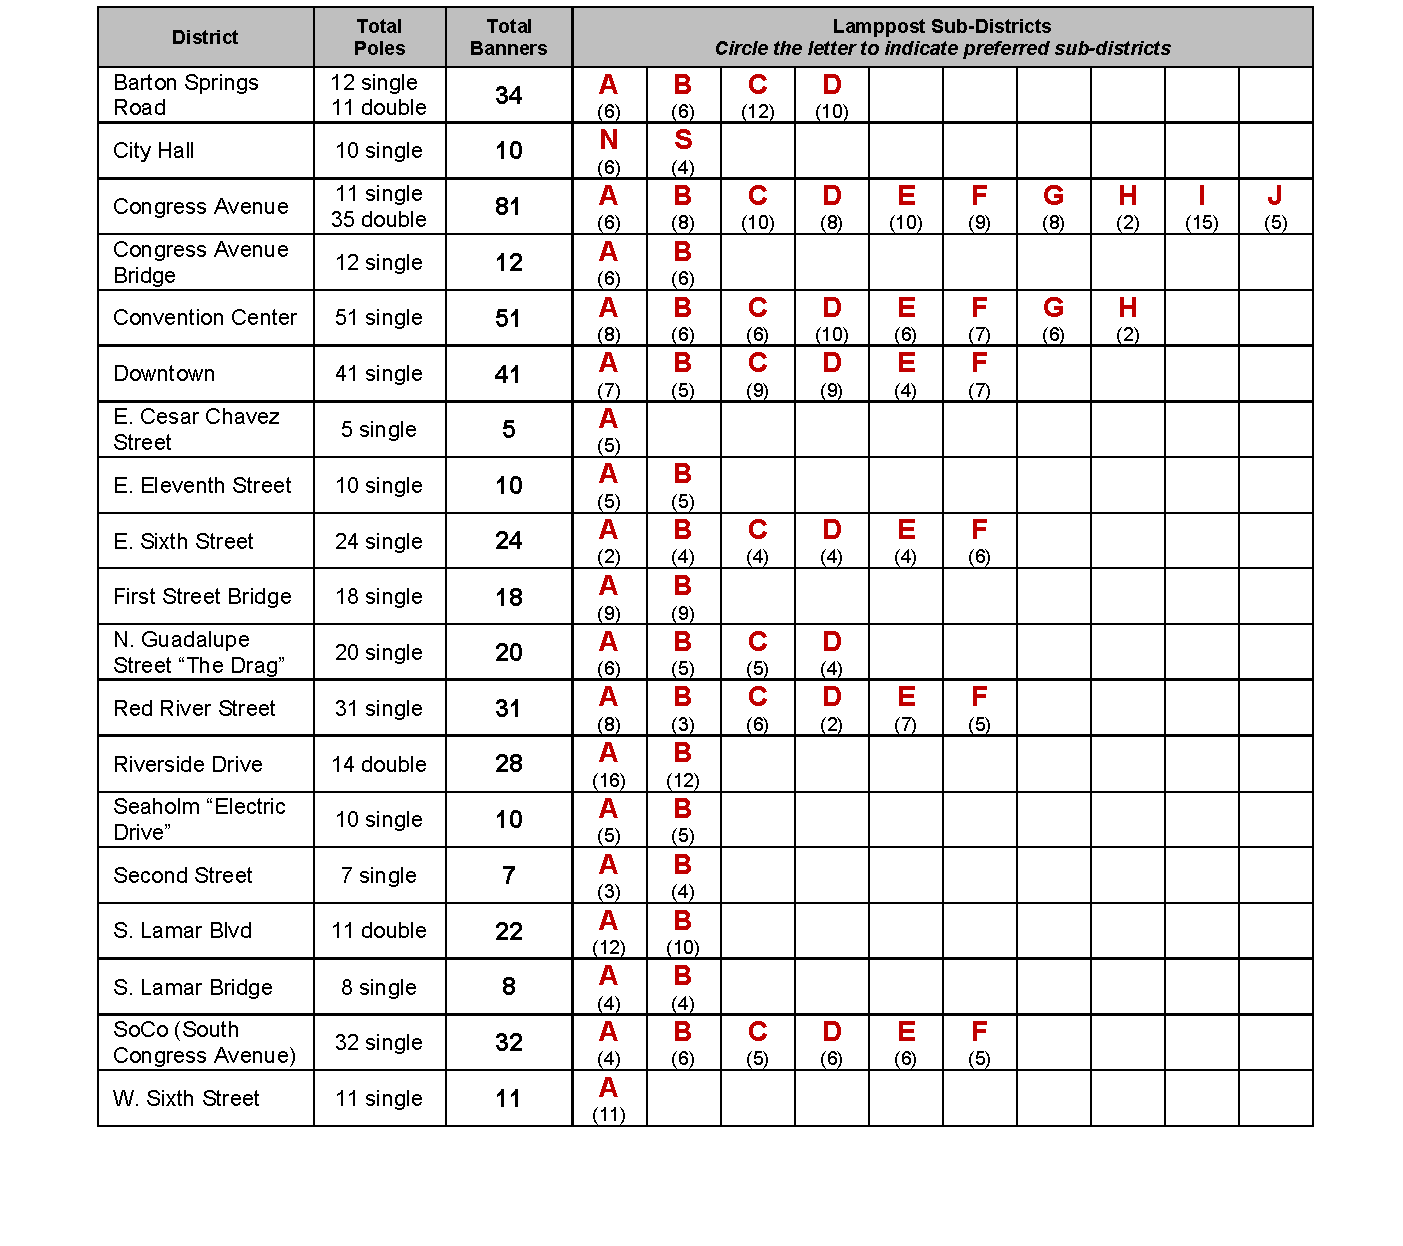 District Total Poles Total Banners Lamppost Sub-Districts
Circle the letter to indicate preferred sub-districts
Barton Springs Road 12 single 11 double 34 A (6) B (6) C (12) D (10)
City Hall 10 single 10 N (6) S (4)
Congress Avenue 11 single 35 double 81 A (6) B (8) C (10) D (8) E (10) F (9) G (8) H (2) I (15) J (5)
Congress Avenue Bridge 12 single 12 A (6) B (6)
Convention Center 51 single 51 A (8) B (6) C (6) D (10) E (6) F (7) G (6) H (2)
Downtown 41 single 41 A (7) B (5) C (9) D (9) E (4) F (7)
E. Cesar Chavez Street 5 single 5 A (5)
E. Eleventh Street 10 single 10 A (5) B (5)
E. Sixth Street 24 single 24 A (2) B (4) C (4) D (4) E (4) F (6)
First Street Bridge 18 single 18 A (9) B (9)
N. Guadalupe Street “The Drag” 20 single 20 A (6) B (5) C (5) D (4)
Red River Street 31 single 31 A (8) B (3) C (6) D (2) E (7) F (5)
Riverside Drive 14 double 28 A (16) B (12)
Seaholm “Electric Drive” 10 single 10 A (5) B (5)
Second Street 7 single 7 A (3) B (4)
S. Lamar Blvd 11 double 22 A (12) B (10)
S. Lamar Bridge 8 single 8 A (4) B (4)
SoCo (South Congress Avenue) 32 single 32 A (4) B (6) C (5) D (6) E (6) F (5)
W. Sixth Street 11 single 11 A (11)